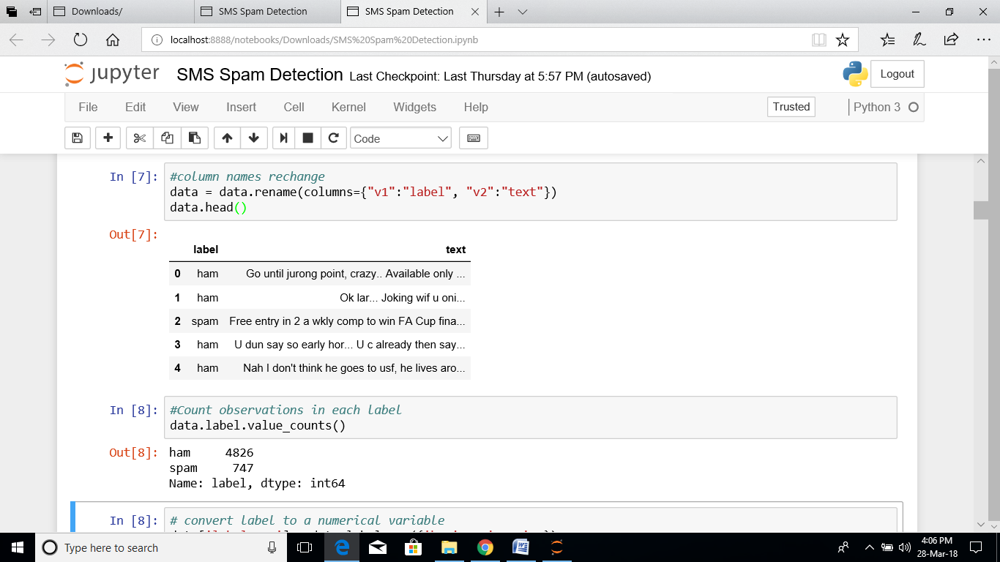 Downloads/
SMS Spam Detection
SMS Spam Detection
localhost:8888/notebooks/Downloads/SMS%20Spam%20Detection.ipynb
jupyter SMS Spam Detection Last Checkpoint: Last Thursday at 5:57 PM (autosaved)
Logout
File Edit View Insert Cell Kernel Widgets Help
Trusted
Python 3
Code
In [7]: #column names rechange
data = data.rename(columns={"v1":"label", "v2":"text"})
data.head()
Out[7]:
label text
0 ham Go until jurong point, crazy.. Available only ...
1 ham Ok lar... Joking wif u oni...
2 spam Free entry in 2 a wkly comp to win FA Cup fina...
3 ham U dun say so early hor... U c already then say...
4 ham Nah I don't think he goes to usf, he lives aro...
In [8]: #Count observations in each label
data.label.value_counts()
Out[8]: ham 4826
spam 747
Name: label, dtype: int64
In [8]: # convert label to a numerical variable
Type here to search
4:06 PM
28-Mar-18